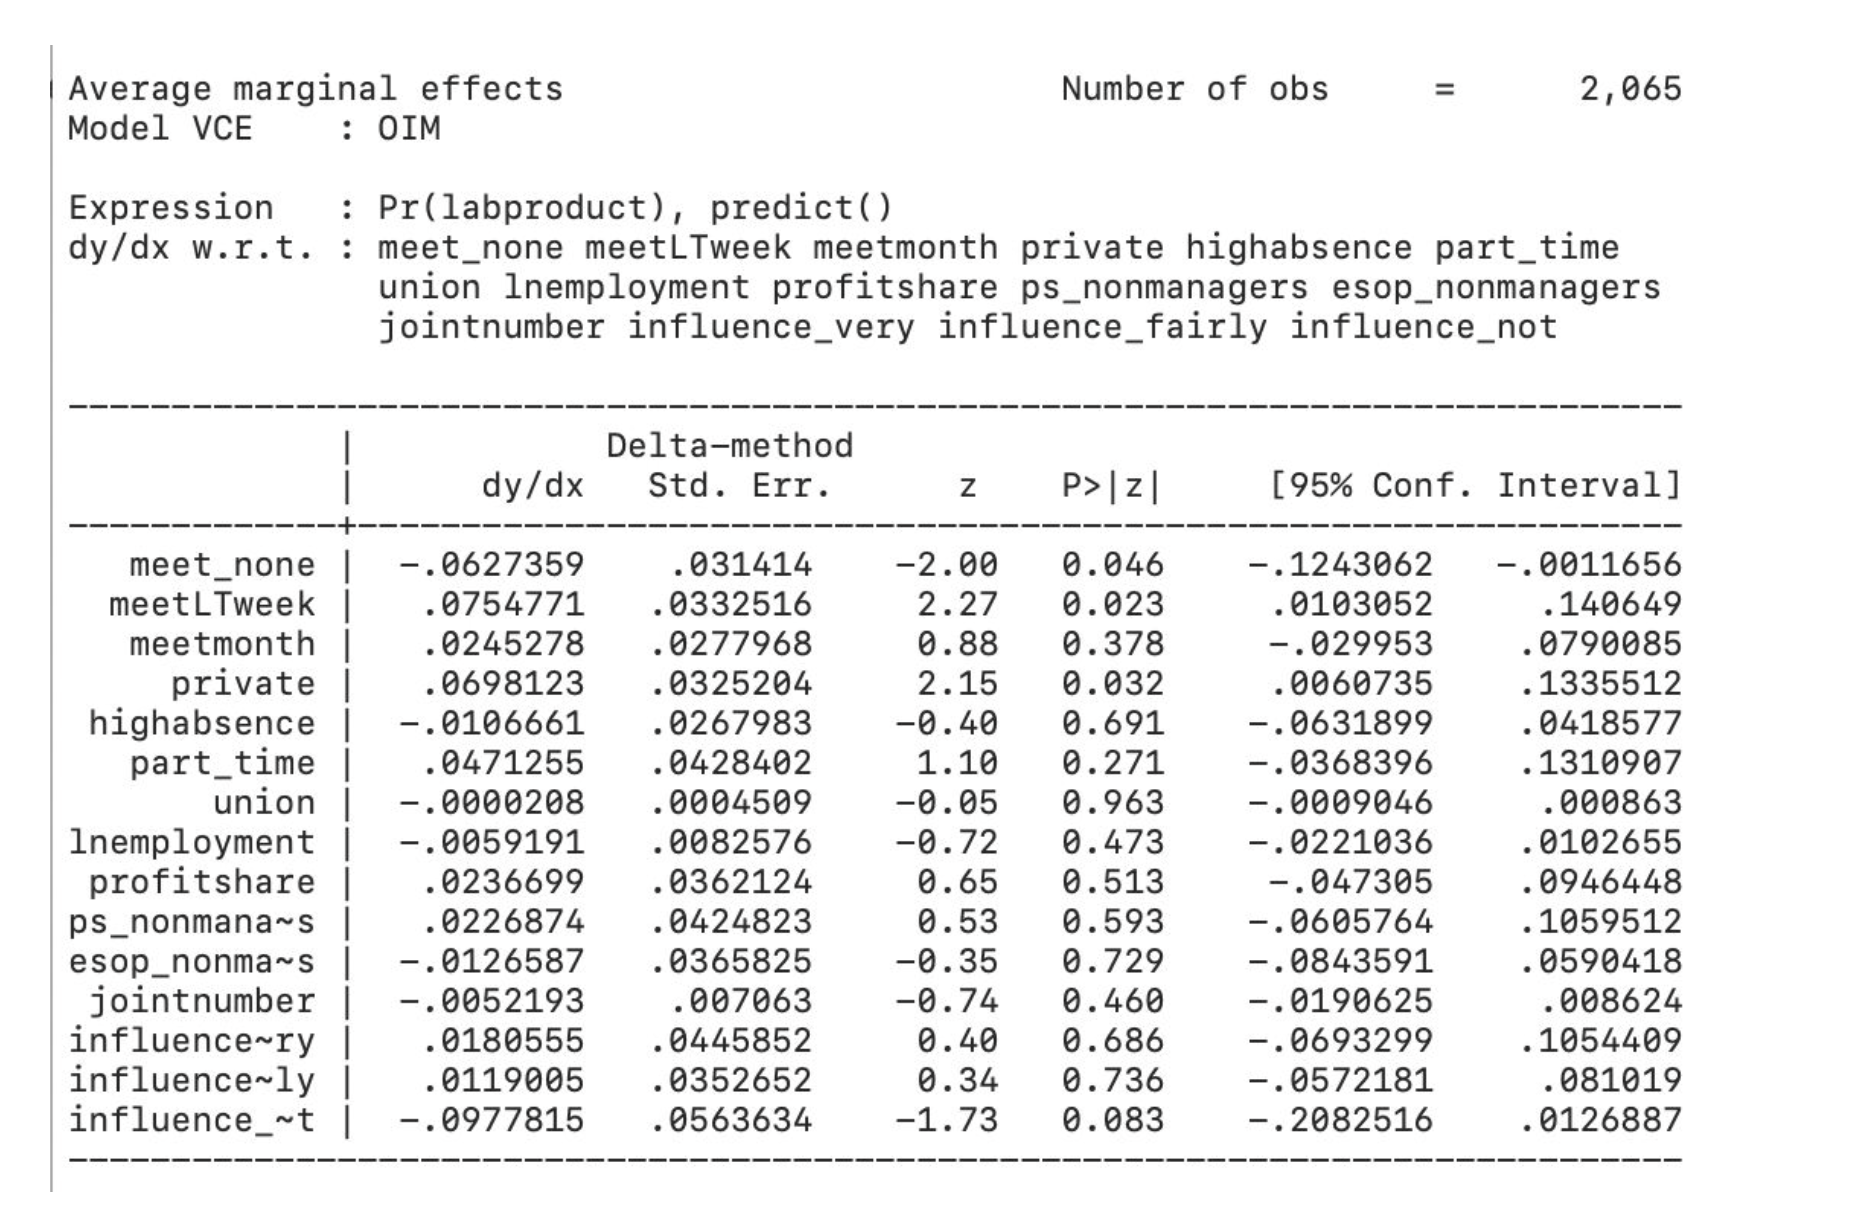 Average marginal effects                        Number of obs     =      2,065
Model VCE    : OIM
Expression   : Pr(labproduct), predict()
dy/dx w.r.t. : meet_none meetLTweek meetmonth private highabsence part_time
               union lnemployment profitshare ps_nonmanagers esop_nonmanagers
               jointnumber influence_very influence_fairly influence_not
------------------------------------------------------------------------------
             |            Delta-method
             |      dy/dx   Std. Err.      z    P>|z|     [95% Conf. Interval]
-------------+----------------------------------------------------------------
   meet_none |  -.0627359    .031414    -2.00   0.046    -.1243062   -.0011656
  meetLTweek |   .0754771   .0332516     2.27   0.023     .0103052     .140649
   meetmonth |   .0245278   .0277968     0.88   0.378     -.029953    .0790085
     private |   .0698123   .0325204     2.15   0.032     .0060735    .1335512
 highabsence |  -.0106661   .0267983    -0.40   0.691    -.0631899    .0418577
   part_time |   .0471255   .0428402     1.10   0.271    -.0368396    .1310907
       union |  -.0000208   .0004509    -0.05   0.963    -.0009046     .000863
lnemployment |  -.0059191   .0082576    -0.72   0.473    -.0221036    .0102655
 profitshare |   .0236699   .0362124     0.65   0.513     -.047305    .0946448
ps_nonmana~s |   .0226874   .0424823     0.53   0.593    -.0605764    .1059512
esop_nonma~s |  -.0126587   .0365825    -0.35   0.729    -.0843591    .0590418
 jointnumber |  -.0052193    .007063    -0.74   0.460    -.0190625     .008624
influence~ry |   .0180555   .0445852     0.40   0.686    -.0693299    .1054409
influence~ly |   .0119005   .0352652     0.34   0.736    -.0572181     .081019
influence_~t |  -.0977815   .0563634    -1.73   0.083    -.2082516    .0126887
------------------------------------------------------------------------------